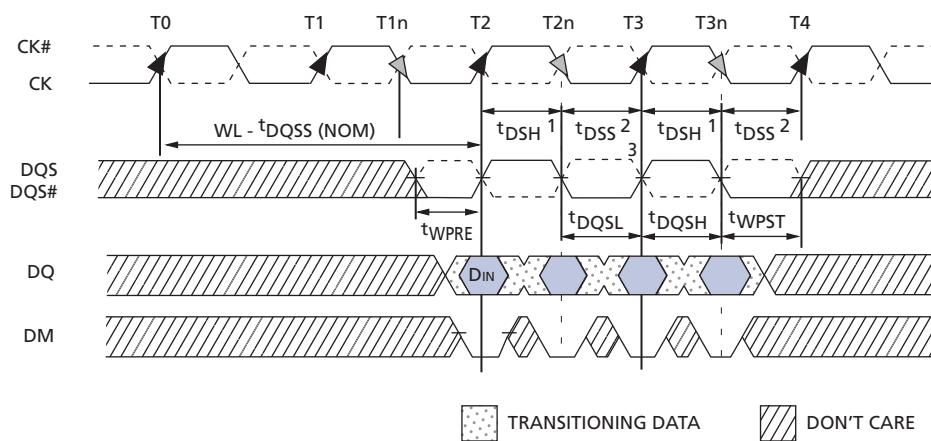 T0 T1 T1n T2 T2n T3 T3n T4
CK#
CK
WL - tDQSS (NOM) tDSH 1 tDSS 2 tDSH 1 tDSS 2
3
DQS
DQS#
tWPRE tDQSL tDQSH tWPST
DQ DIN
DM
TRANSITIONING DATA DON'T CARE